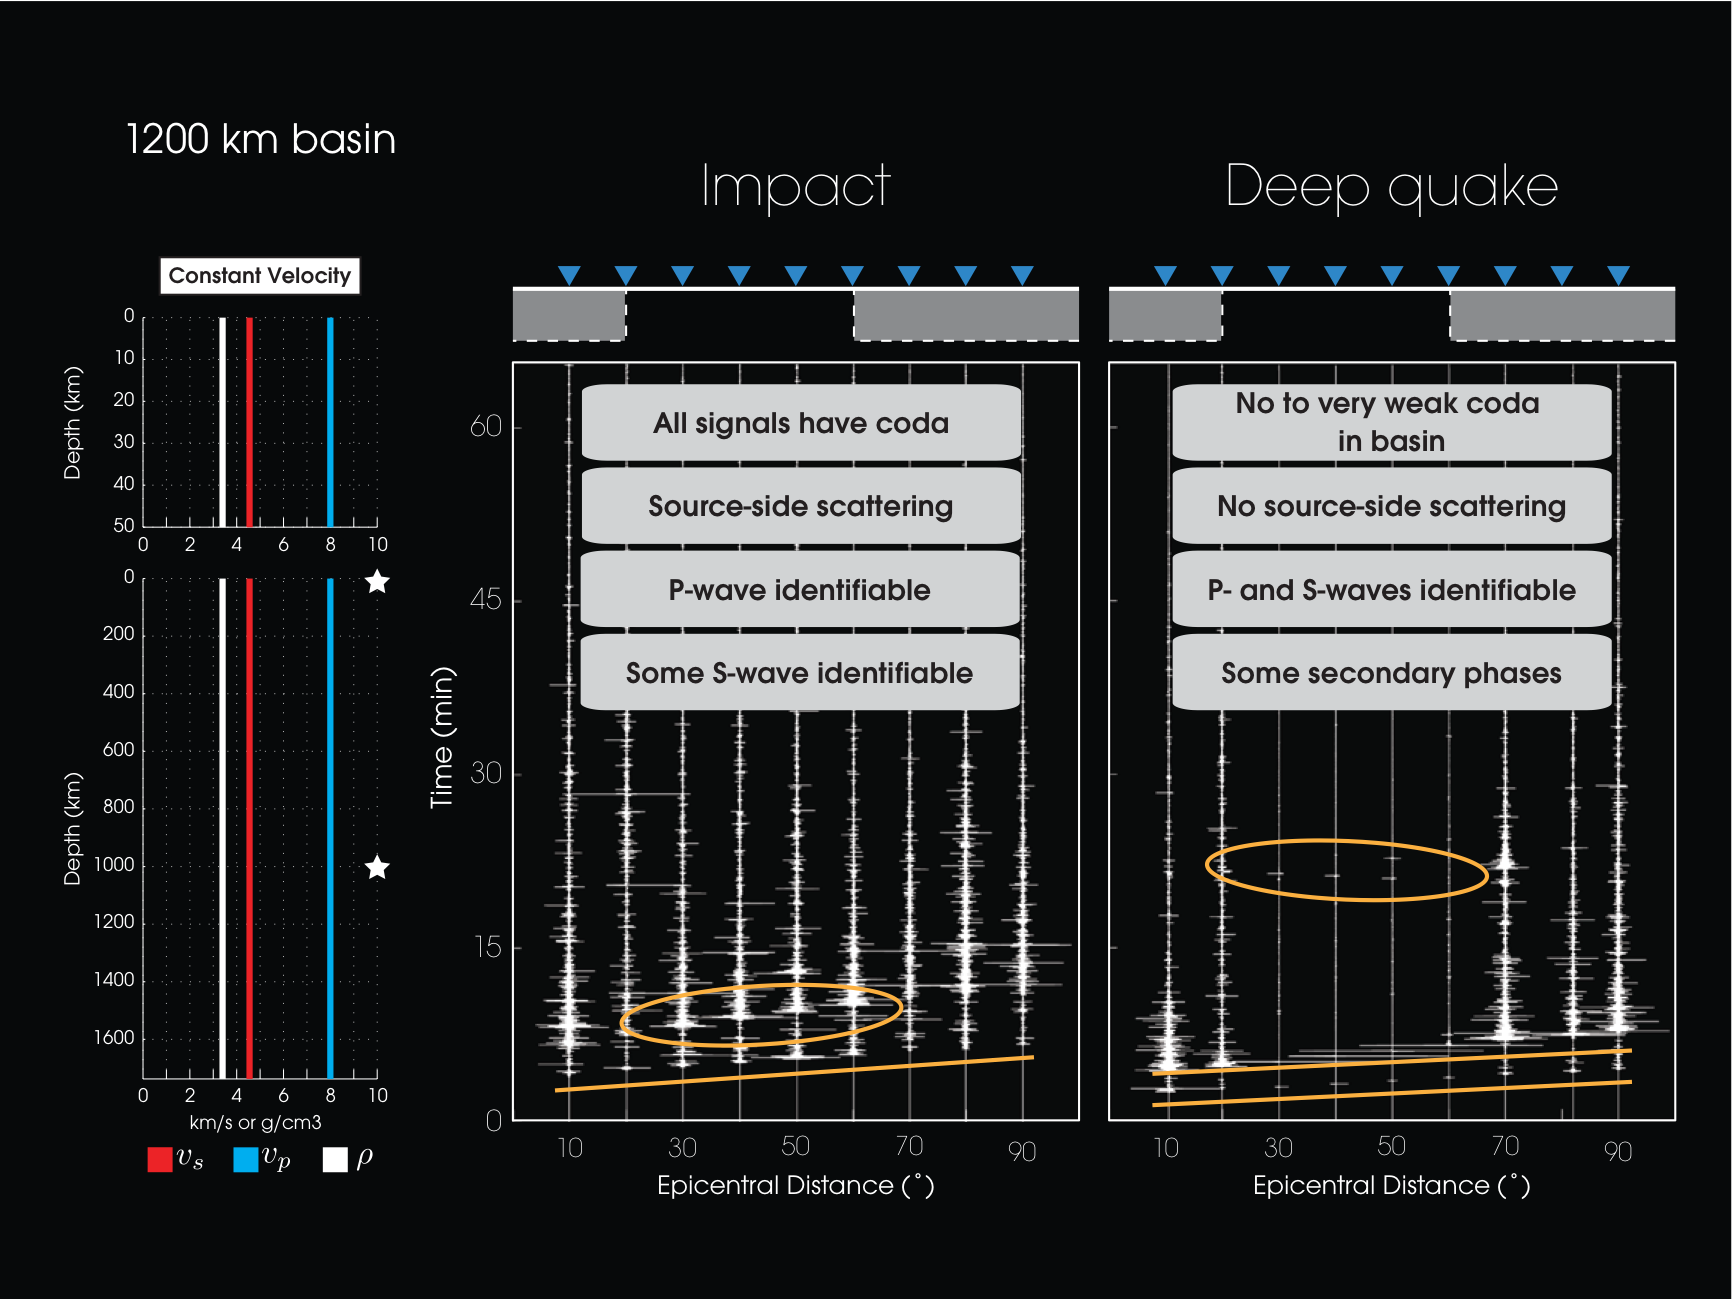 1200 km basin
Impact
Deep quake
Constant Velocity
0
10
20
30
40
50
Depth (km)
0 2 4 6 8 10
0
200
400
600
800
1000
1200
1400
1600
Depth (km)
0 2 4 6 8 10
km/s or g/cm3
vs vp ρ
All signals have coda
Source-side scattering
P-wave identifiable
Some S-wave identifiable
60
45
30
15
0
Time (min)
10 30 50 70 90
Epicentral Distance (˚)
No to very weak coda
in basin
No source-side scattering
P- and S-waves identifiable
Some secondary phases
10 30 50 70 90
Epicentral Distance (˚)